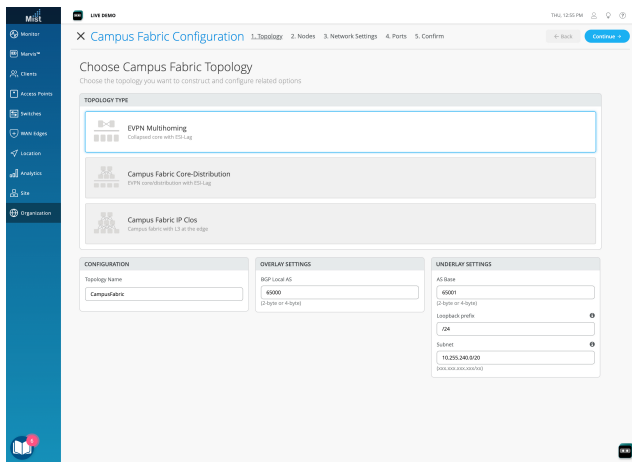 Mist
LIVE DEMO
THU, 12:55 PM
Campus Fabric Configuration 1. Topology 2. Nodes 3. Network Settings 4. Ports 5. Confirm
← Back
Continue →
Monitor
Marvis™
Clients
Access Points
Switches
WAN Edges
Location
Analytics
Site
Organization
Choose Campus Fabric Topology
Choose the topology you want to construct and configure related options
TOPOLOGY TYPE
EVPN Multihoming
Collapsed core with ESI-Lag
Campus Fabric Core-Distribution
EVPN core/distribution with ESI-Lag
Campus Fabric IP Clos
Campus fabric with L3 at the edge
CONFIGURATION
Topology Name
CampusFabric
OVERLAY SETTINGS
BGP Local AS
65000
(2-byte or 4-byte)
UNDERLAY SETTINGS
AS Base
65001
(2-byte or 4-byte)
Loopback prefix
/24
Subnet
10.255.240.0/20
(xxx.xxx.xxx.xxx/xx)